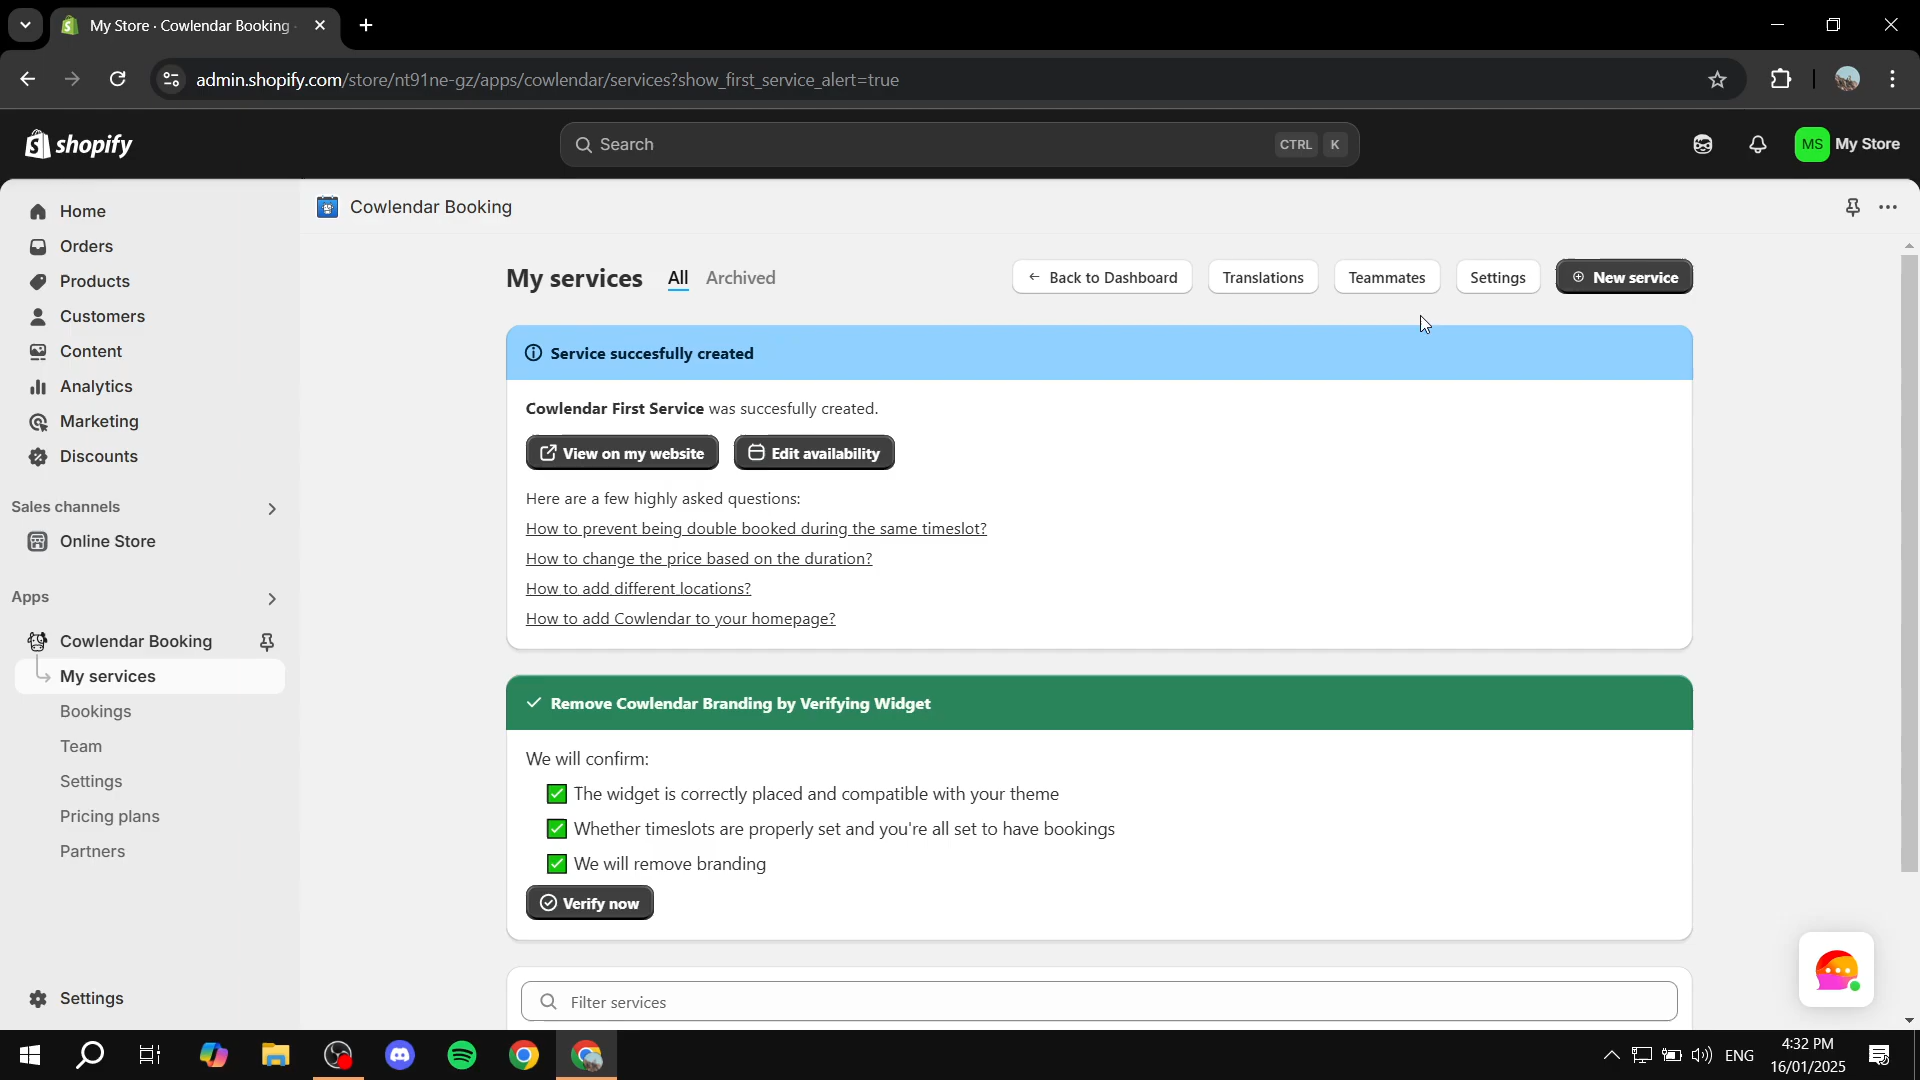 My Store · Cowlendar Booking
admin.shopify.com/store/nt91ne-gz/apps/cowlendar/services?show_first_service_alert=true
shopify
Search
CTRL K
MS My Store
Home
Orders
Products
Customers
Content
Analytics
Marketing
Discounts
Sales channels
Online Store
Apps
Cowlendar Booking
My services
Bookings
Team
Settings
Pricing plans
Partners
Settings
Cowlendar Booking
My services All Archived
Back to Dashboard
Translations
Teammates
Settings
New service
Service succesfully created
Cowlendar First Service was succesfully created.
View on my website
Edit availability
Here are a few highly asked questions:
How to prevent being double booked during the same timeslot?
How to change the price based on the duration?
How to add different locations?
How to add Cowlendar to your homepage?
Remove Cowlendar Branding by Verifying Widget
We will confirm:
The widget is correctly placed and compatible with your theme
Whether timeslots are properly set and you're all set to have bookings
We will remove branding
Verify now
Filter services
ENG
4:32 PM
16/01/2025